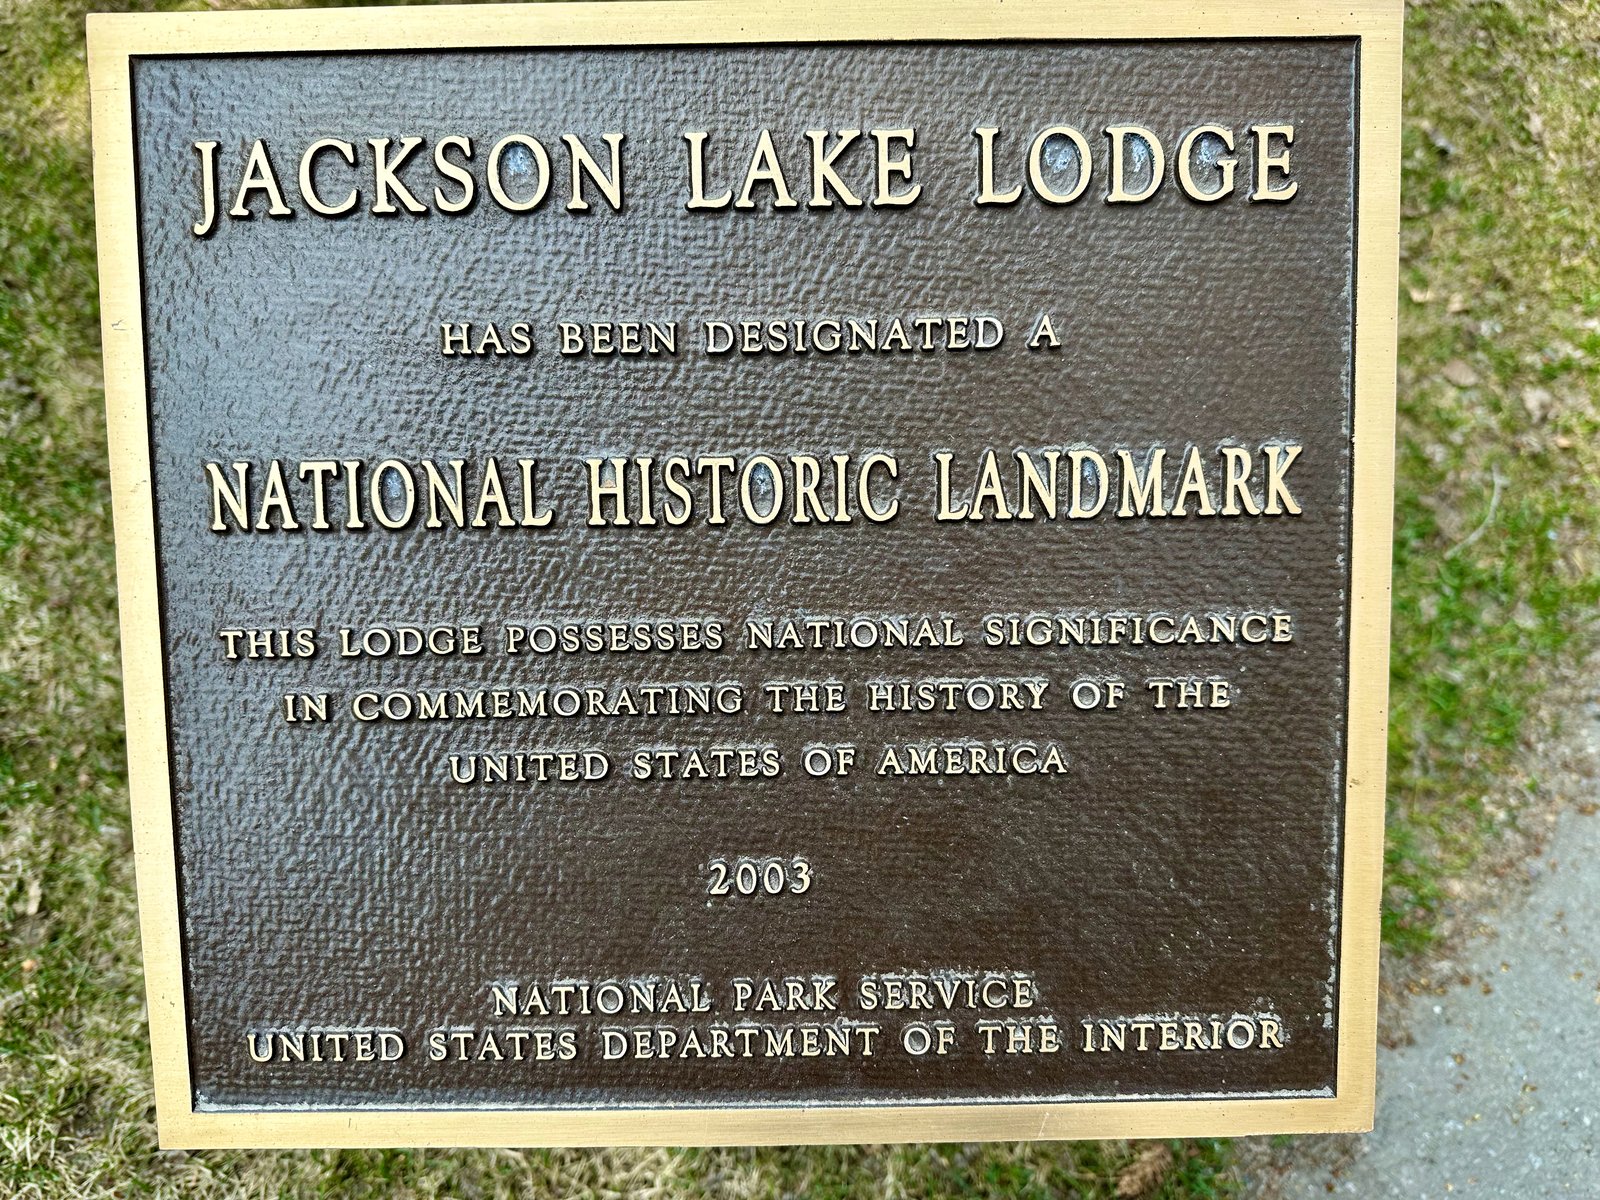 JACKSON LAKE LODGE
HAS BEEN DESIGNATED A
NATIONAL HISTORIC LANDMARK
THIS LODGE POSSESSES NATIONAL SIGNIFICANCE
IN COMMEMORATING THE HISTORY OF THE
UNITED STATES OF AMERICA
2003
NATIONAL PARK SERVICE
UNITED STATES DEPARTMENT OF THE INTERIOR